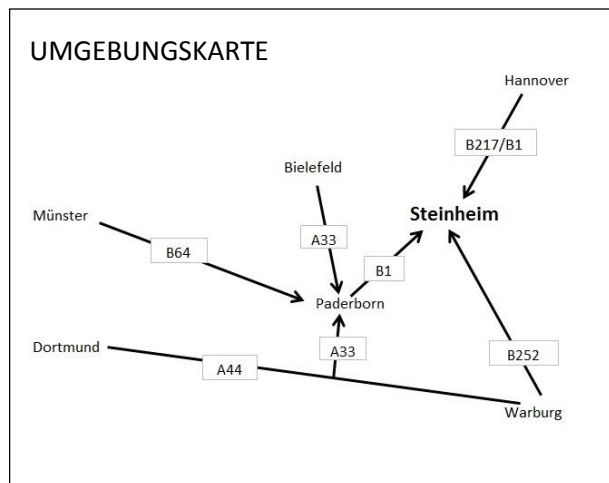 UMGEBUNGSKARTE
Hannover
B217/B1
Bielefeld
Steinheim
Münster
A33
B64
B1
Paderborn
Dortmund
A33
B252
A44
Warburg